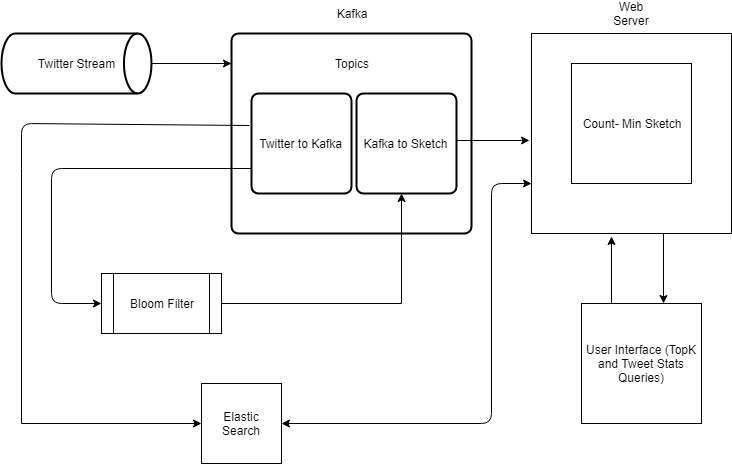 Kafka
Web
Server
Twitter Stream
Topics
Twitter to Kafka
Kafka to Sketch
Count- Min Sketch
Bloom Filter
User Interface (TopK
and Tweet Stats
Queries)
Elastic
Search